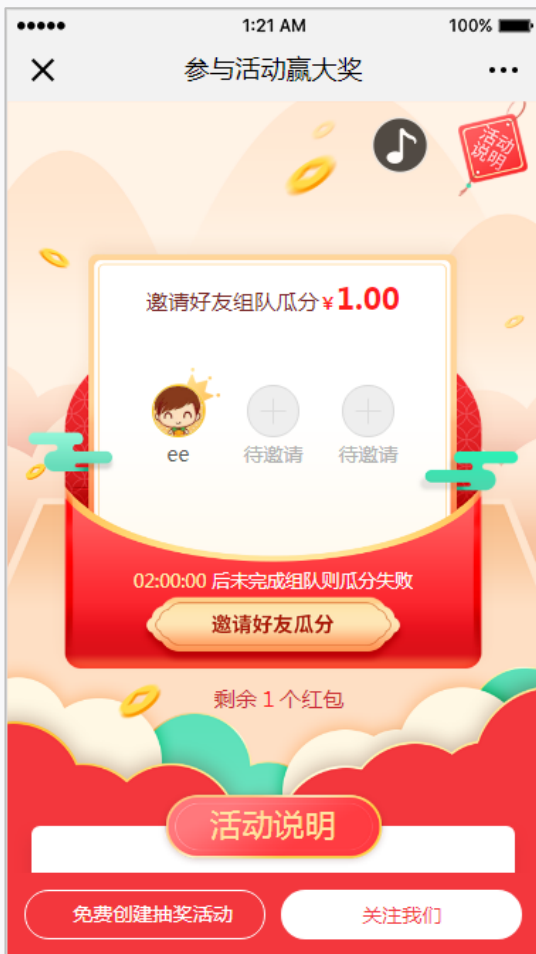 1:21 AM
100%
参与活动赢大奖
活动
说明
邀请好友组队瓜分¥1.00
ee
待邀请
待邀请
02:00:00 后未完成组队则瓜分失败
邀请好友瓜分
剩余 1 个红包
活动说明
免费创建抽奖活动
关注我们